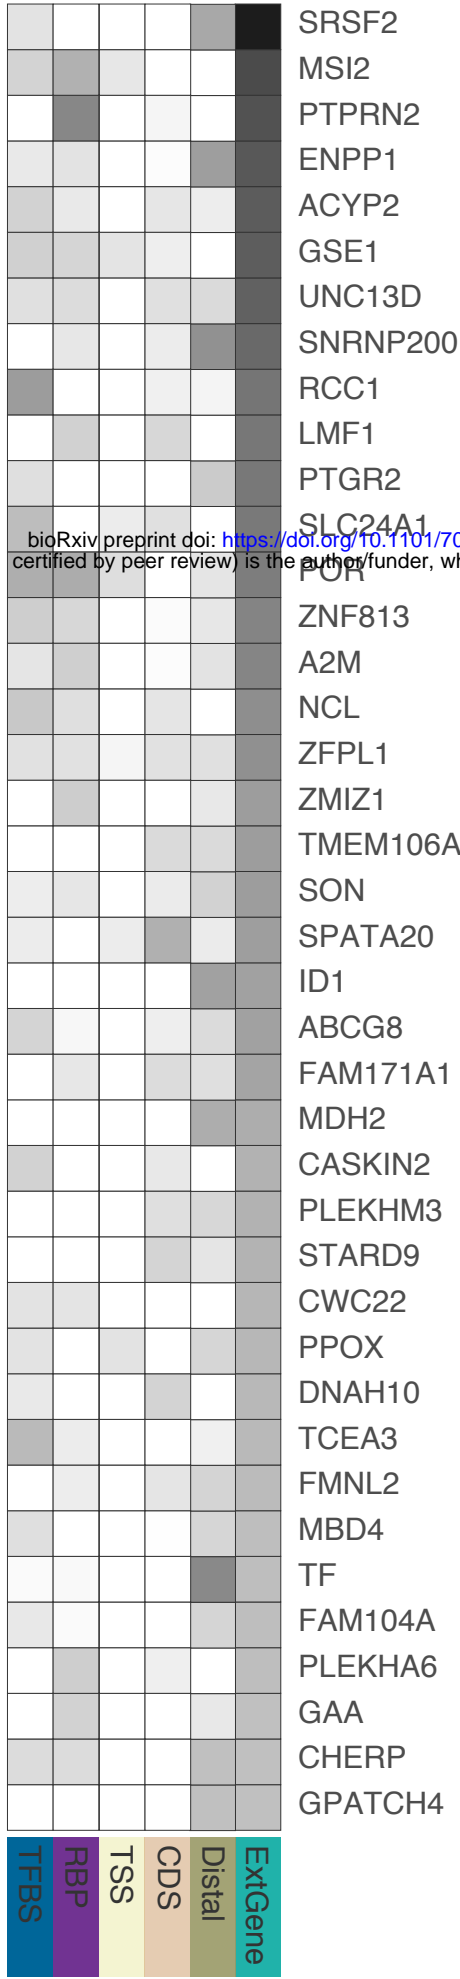 SRSF2
MSI2
PTPRN2
ENPP1
ACYP2
GSE1
UNC13D
SNRNP200
RCC1
LMF1
PTGR2
SLC24A1
bioRxiv preprint doi: https://doi.org/10.1101/70
certified by peer review) is the author/funder, wh
POR
ZNF813
A2M
NCL
ZFPL1
ZMIZ1
TMEM106A
SON
SPATA20
ID1
ABCG8
FAM171A1
MDH2
CASKIN2
PLEKHM3
STARD9
CWC22
PPOX
DNAH10
TCEA3
FMNL2
MBD4
TF
FAM104A
PLEKHA6
GAA
CHERP
GPATCH4
TFBS
RBP
TSS
CDS
Distal
ExtGene